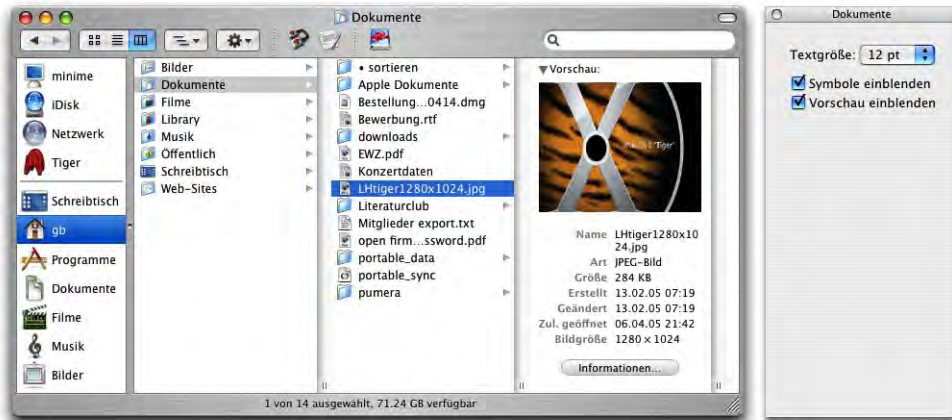 Dokumente
minime
iDisk
Netzwerk
Tiger
Schreibtisch
gb
Programme
Dokumente
Filme
Musik
Bilder
Bilder
Dokumente
Filme
Library
Musik
Öffentlich
Schreibtisch
Web-Sites
• sortieren
Apple Dokumente
Bestellung...0414.dmg
Bewerbung.rtf
downloads
EWZ.pdf
Konzertdaten
LHtiger1280x1024.jpg
Literaturclub
Mitglieder export.txt
open firm...ssword.pdf
portable_data
portable_sync
pumera
Vorschau:
"Tiger"
Name LHtiger1280x10
24.jpg
Art JPEG-Bild
Größe 284 KB
Erstellt 13.02.05 07:19
Geändert 13.02.05 07:19
Zul. geöffnet 06.04.05 21:42
Bildgröße 1280 × 1024
Informationen...
1 von 14 ausgewählt, 71.24 GB verfügbar
Dokumente
Textgröße: 12 pt
Symbole einblenden
Vorschau einblenden